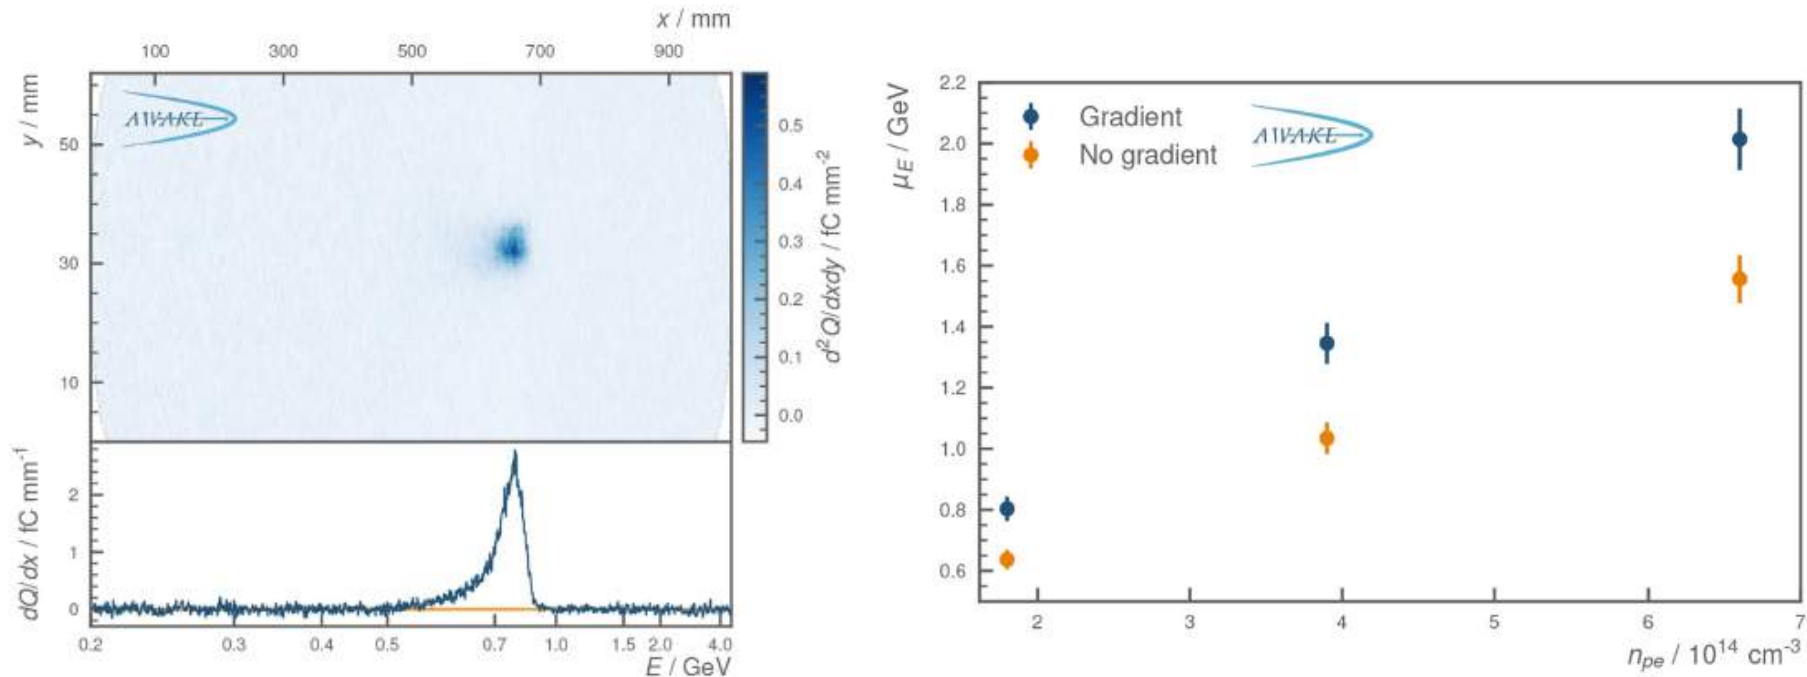 x / mm
100 300 500 700 900
y / mm
50
30
10
AWAKE
0.5
0.4
0.3
0.2
0.1
0.0
d²Q/dxdy / fC mm⁻²
dQ/dx / fC mm⁻¹
2
1
0
0.2 0.3 0.4 0.5 0.7 1.0 1.5 2.0 4.0
E / GeV
μ_E / GeV
2.2
2.0
1.8
1.6
1.4
1.2
1.0
0.8
0.6
Gradient
No gradient
AWAKE
2 3 4 5 6 7
n_pe / 10¹⁴ cm⁻³